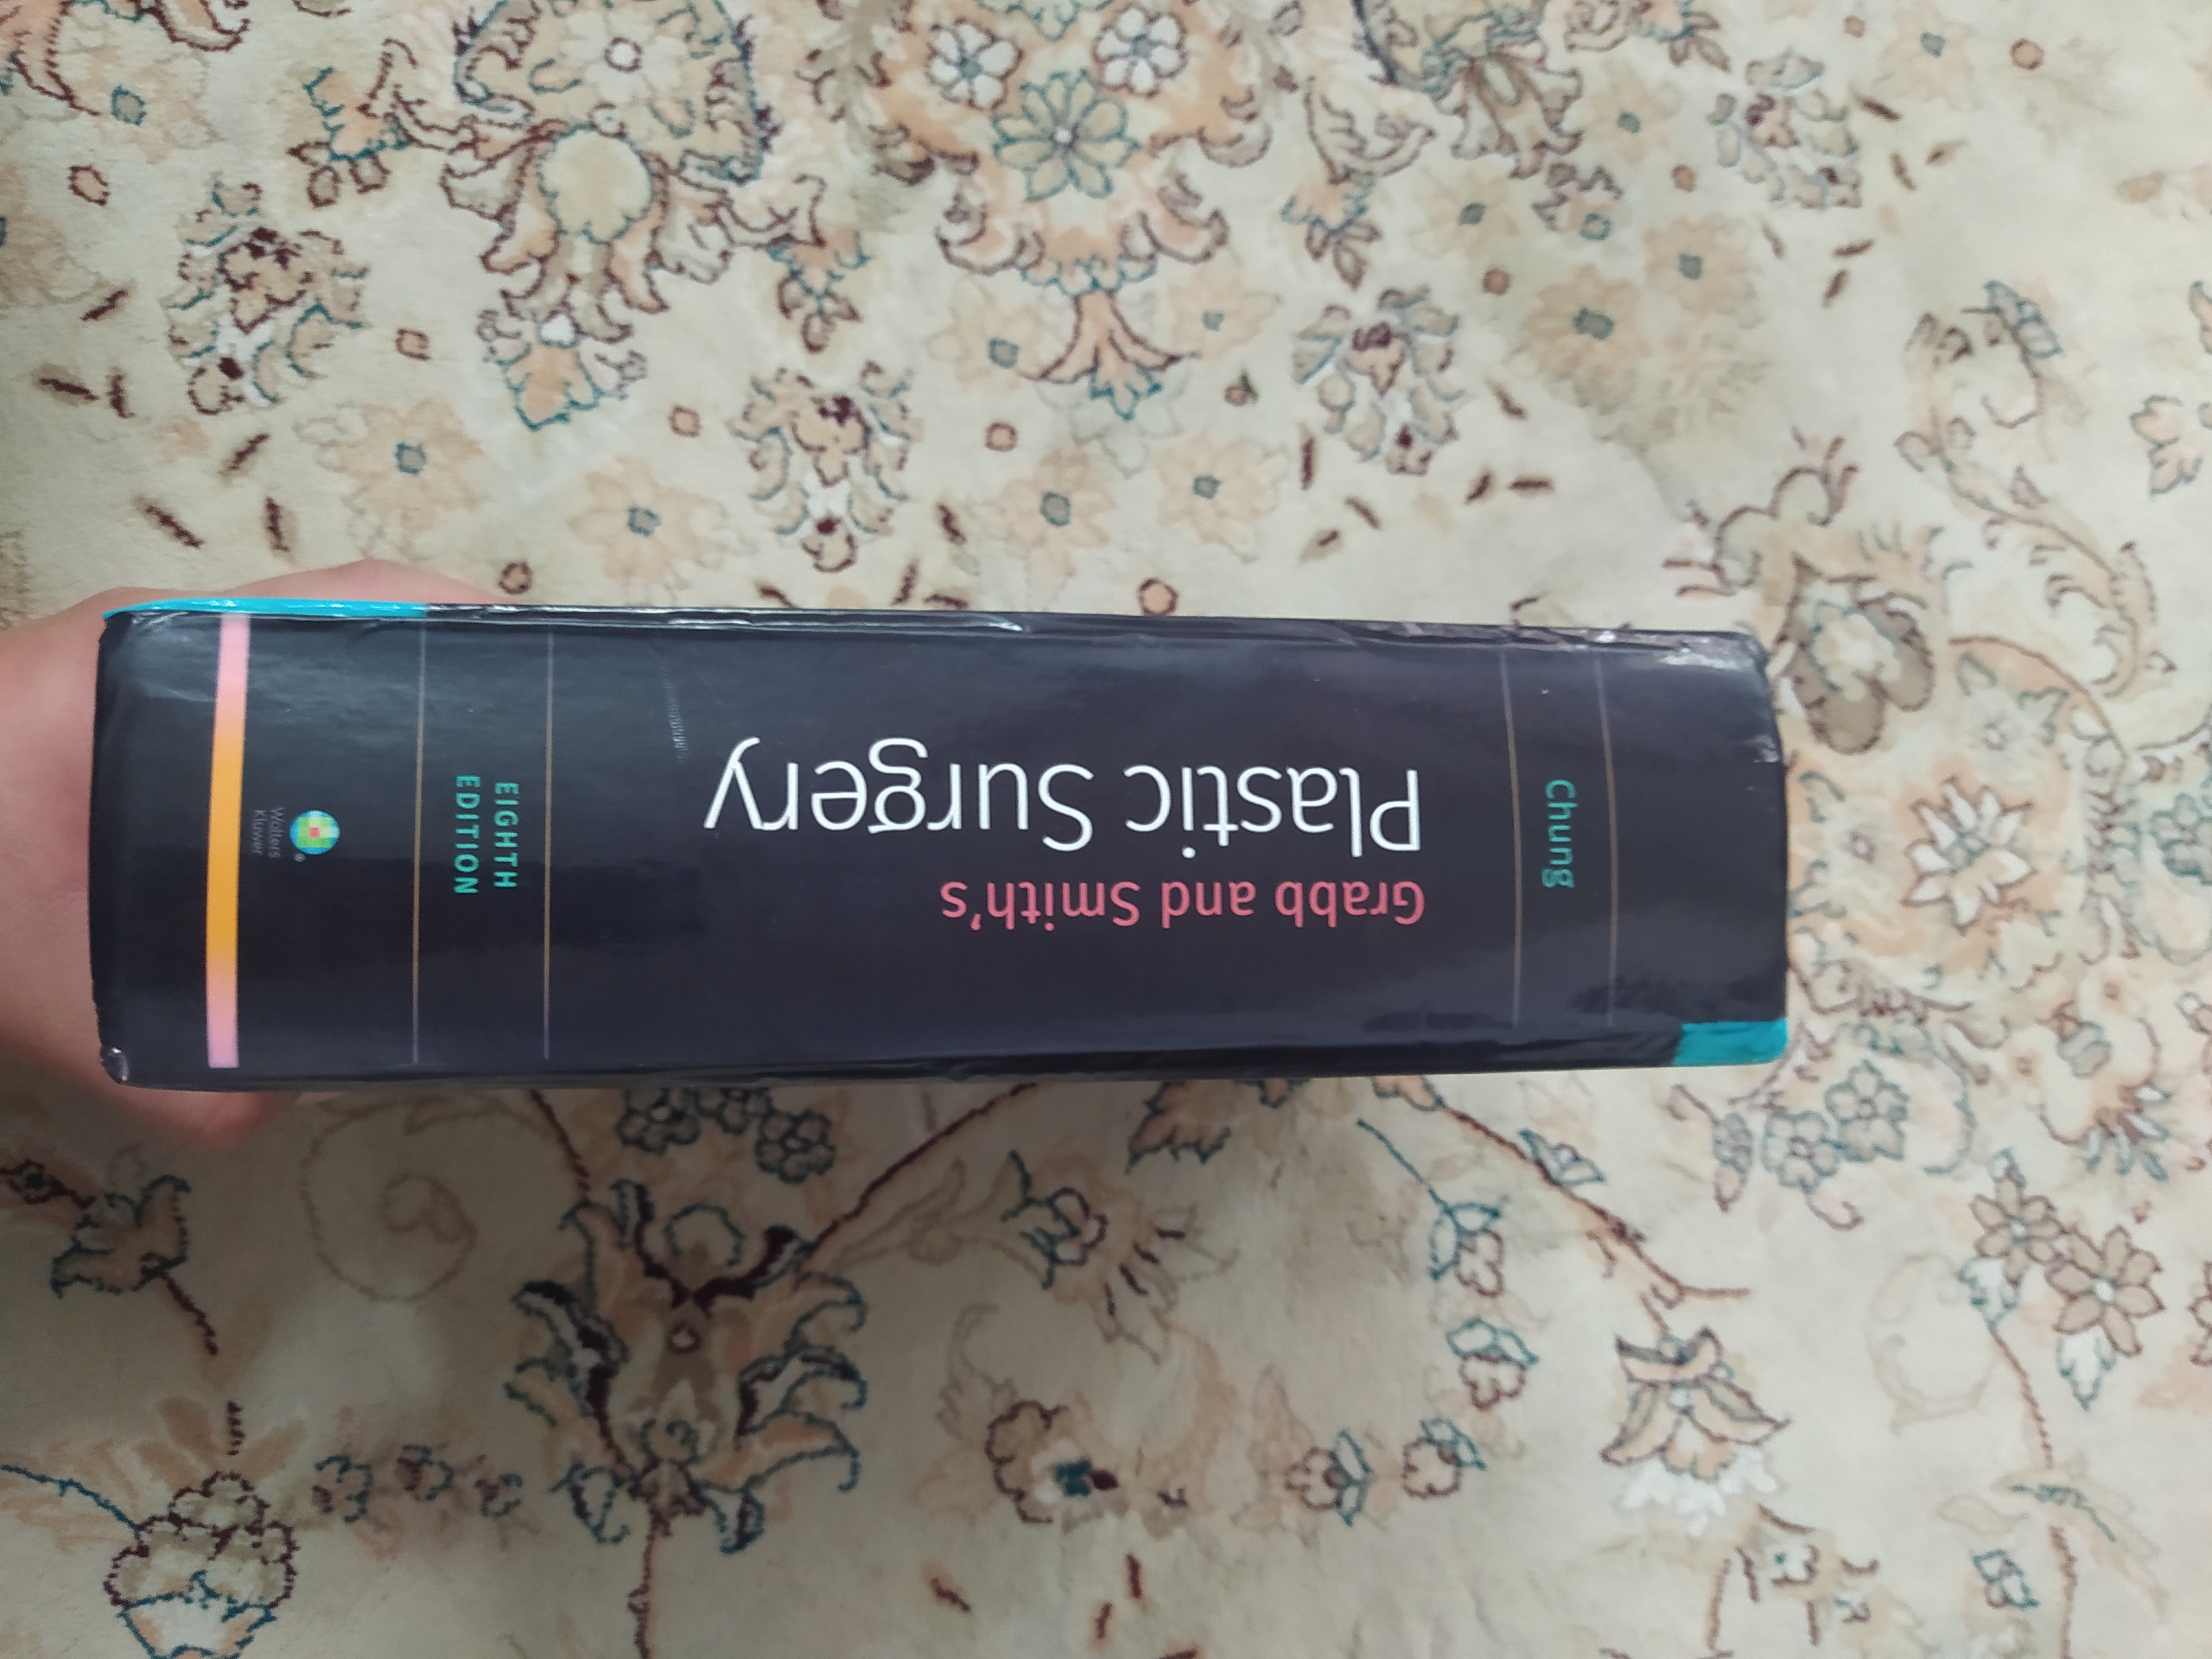 Chung
Grabb and Smith's
Plastic Surgery
EIGHTH
EDITION
Wolters
Kluwer